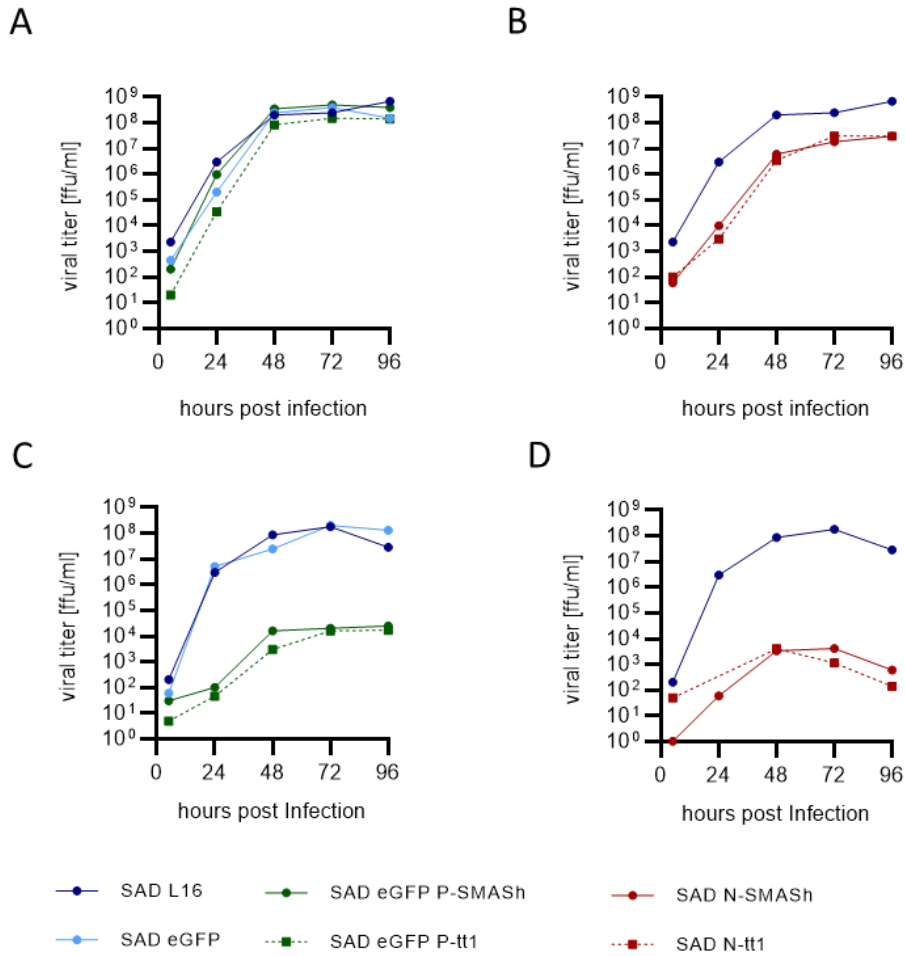 A
B
10⁹
10⁸
10⁷
10⁶
10⁵
10⁴
10³
10²
10¹
10⁰
viral titer [ffu/ml]
0 24 48 72 96
hours post infection
10⁹
10⁸
10⁷
10⁶
10⁵
10⁴
10³
10²
10¹
10⁰
viral titer [ffu/ml]
0 24 48 72 96
hours post infection
C
D
10⁹
10⁸
10⁷
10⁶
10⁵
10⁴
10³
10²
10¹
10⁰
viral titer [ffu/ml]
0 24 48 72 96
hours post Infection
10⁹
10⁸
10⁷
10⁶
10⁵
10⁴
10³
10²
10¹
10⁰
viral titer [ffu/ml]
0 24 48 72 96
hours post Infection
SAD L16 SAD eGFP P-SMASh SAD N-SMASh
SAD eGFP SAD eGFP P-tt1 SAD N-tt1